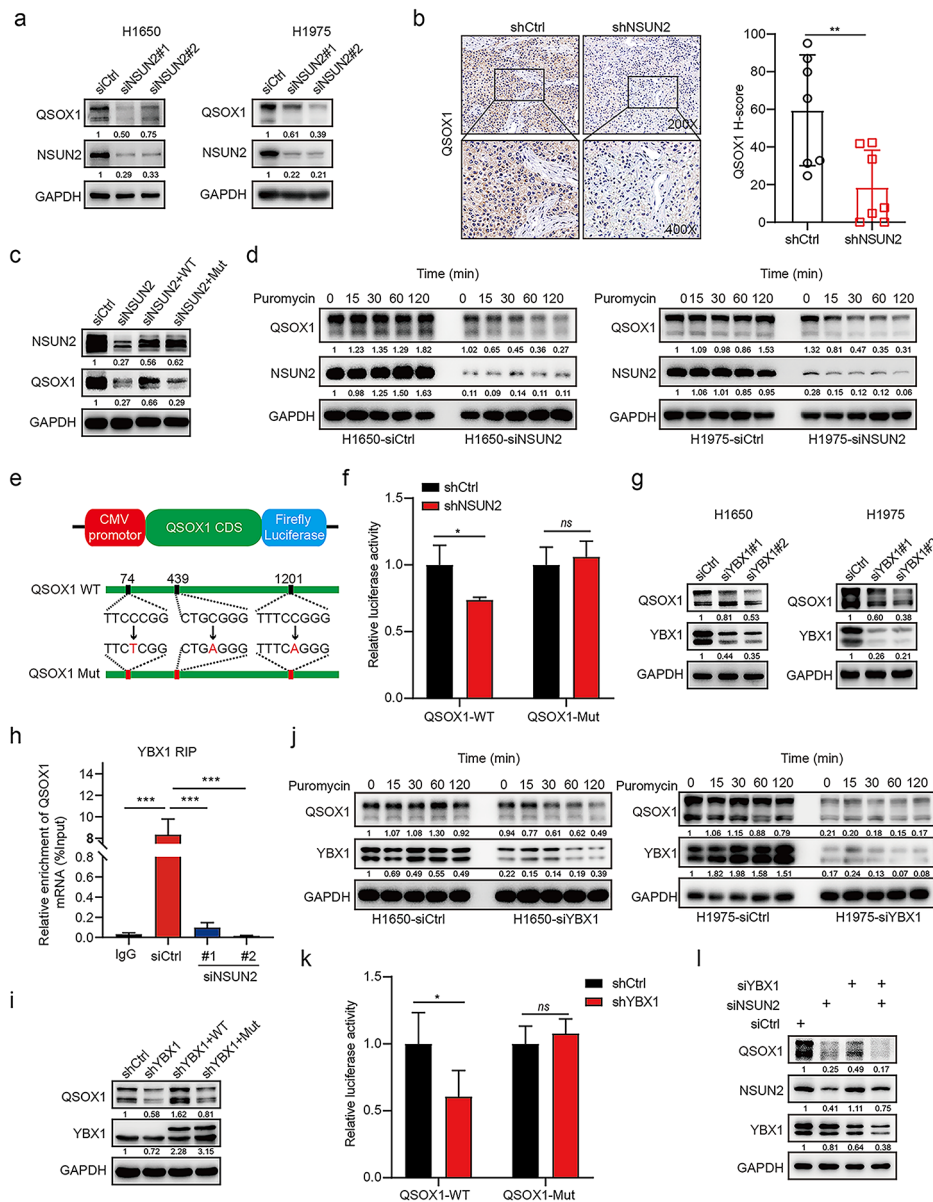 a
H1650
H1975
siCtrl
siNSUN2#1
siNSUN2#2
siCtrl
siNSUN2#1
siNSUN2#2
QSOX1
1 0.50 0.75
NSUN2
1 0.29 0.33
GAPDH
QSOX1
1 0.61 0.39
NSUN2
1 0.22 0.21
GAPDH
b
shCtrl
shNSUN2
QSOX1
200X
400X
**
QSOX1 H-score
100
80
60
40
20
0
shCtrl
shNSUN2
c
siCtrl
siNSUN2
siNSUN2+WT
siNSUN2+Mut
NSUN2
1 0.27 0.56 0.62
QSOX1
1 0.27 0.66 0.29
GAPDH
d
Time (min)
Puromycin 0 15 30 60 120 0 15 30 60 120
QSOX1
1 1.23 1.35 1.29 1.82 1.02 0.65 0.45 0.36 0.27
NSUN2
1 0.98 1.25 1.50 1.63 0.11 0.09 0.14 0.11 0.11
GAPDH
H1650-siCtrl H1650-siNSUN2
Time (min)
Puromycin 0 15 30 60 120 0 15 30 60 120
QSOX1
1 1.09 0.98 0.86 1.53 1.32 0.81 0.47 0.35 0.31
NSUN2
1 1.06 1.01 0.85 0.95 0.28 0.15 0.12 0.12 0.06
GAPDH
H1975-siCtrl H1975-siNSUN2
e
CMV promotor
QSOX1 CDS
Firefly Luciferase
74 439 1201
QSOX1 WT
TTCCCGG CTGCGGG TTTCCGGG
TTCTCGG CTGAGGG TTTCAGGG
QSOX1 Mut
f
shCtrl
shNSUN2
Relative luciferase activity
1.5
1.0
0.5
0.0
*
ns
QSOX1-WT QSOX1-Mut
g
H1650
H1975
siCtrl
siYBX1#1
siYBX1#2
siCtrl
siYBX1#1
siYBX1#2
QSOX1
1 0.81 0.53
YBX1
1 0.44 0.35
GAPDH
QSOX1
1 0.60 0.38
YBX1
1 0.26 0.21
GAPDH
h
YBX1 RIP
Relative enrichment of QSOX1
mRNA (%Input)
16
14
12
10
8
0.8
0.6
0.4
0.2
0.0
***
***
***
IgG siCtrl #1 #2
siNSUN2
i
shCtrl
shYBX1
shYBX1+WT
shYBX1+Mut
QSOX1
1 0.58 1.62 0.81
YBX1
1 0.72 2.28 3.15
GAPDH
j
Time (min)
Puromycin 0 15 30 60 120 0 15 30 60 120
QSOX1
1 1.07 1.08 1.30 0.92 0.94 0.77 0.61 0.62 0.49
YBX1
1 0.69 0.49 0.55 0.49 0.22 0.15 0.14 0.19 0.39
GAPDH
H1650-siCtrl H1650-siYBX1
Time (min)
Puromycin 0 15 30 60 120 0 15 30 60 120
QSOX1
1 1.06 1.15 0.88 0.79 0.21 0.20 0.18 0.15 0.17
YBX1
1 1.82 1.98 1.58 1.51 0.17 0.24 0.13 0.07 0.08
GAPDH
H1975-siCtrl H1975-siYBX1
k
shCtrl
shYBX1
Relative luciferase activity
1.5
1.0
0.5
0.0
*
ns
QSOX1-WT QSOX1-Mut
l
siYBX1 + +
siNSUN2 + +
siCtrl +
QSOX1
1 0.25 0.49 0.17
NSUN2
1 0.41 1.11 0.75
YBX1
1 0.81 0.64 0.38
GAPDH